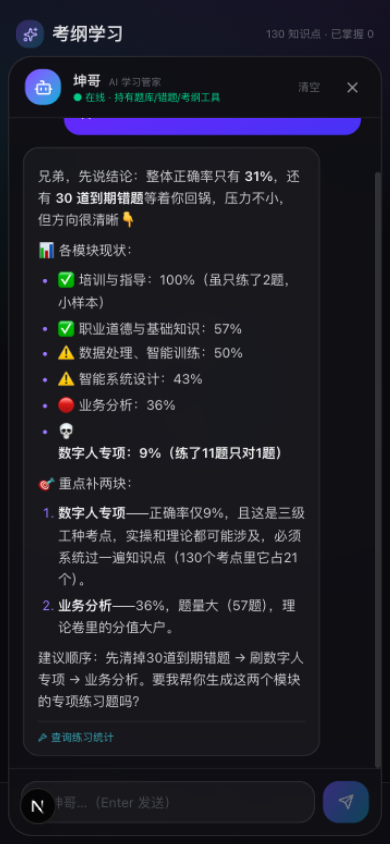 考纲学习
130 知识点 · 已掌握 0
坤哥 AI 学习管家
在线 · 持有题库/错题/考纲工具
清空
兄弟，先说结论：整体正确率只有 31%，还
有 30 道到期错题等着你回锅，压力不小，
但方向很清晰👇
📊 各模块现状：
• ✅ 培训与指导：100%（虽只练了2题，
小样本）
• ✅ 职业道德与基础知识：57%
• ⚠️ 数据处理、智能训练：50%
• ⚠️ 智能系统设计：43%
• 🔴 业务分析：36%
• 💀
数字人专项：9%（练了11题只对1题）
🎯 重点补两块：
1. 数字人专项——正确率仅9%，且这是三级
工种考点，实操和理论都可能涉及，必须
系统过一遍知识点（130个考点里它占21
个）。
2. 业务分析——36%，题量大（57题），理
论卷里的分值大户。
建议顺序：先清掉30道到期错题 → 刷数字人
专项 → 业务分析。要我帮你生成这两个模块
的专项练习题吗？
查询练习统计
N
哥...（Enter 发送）